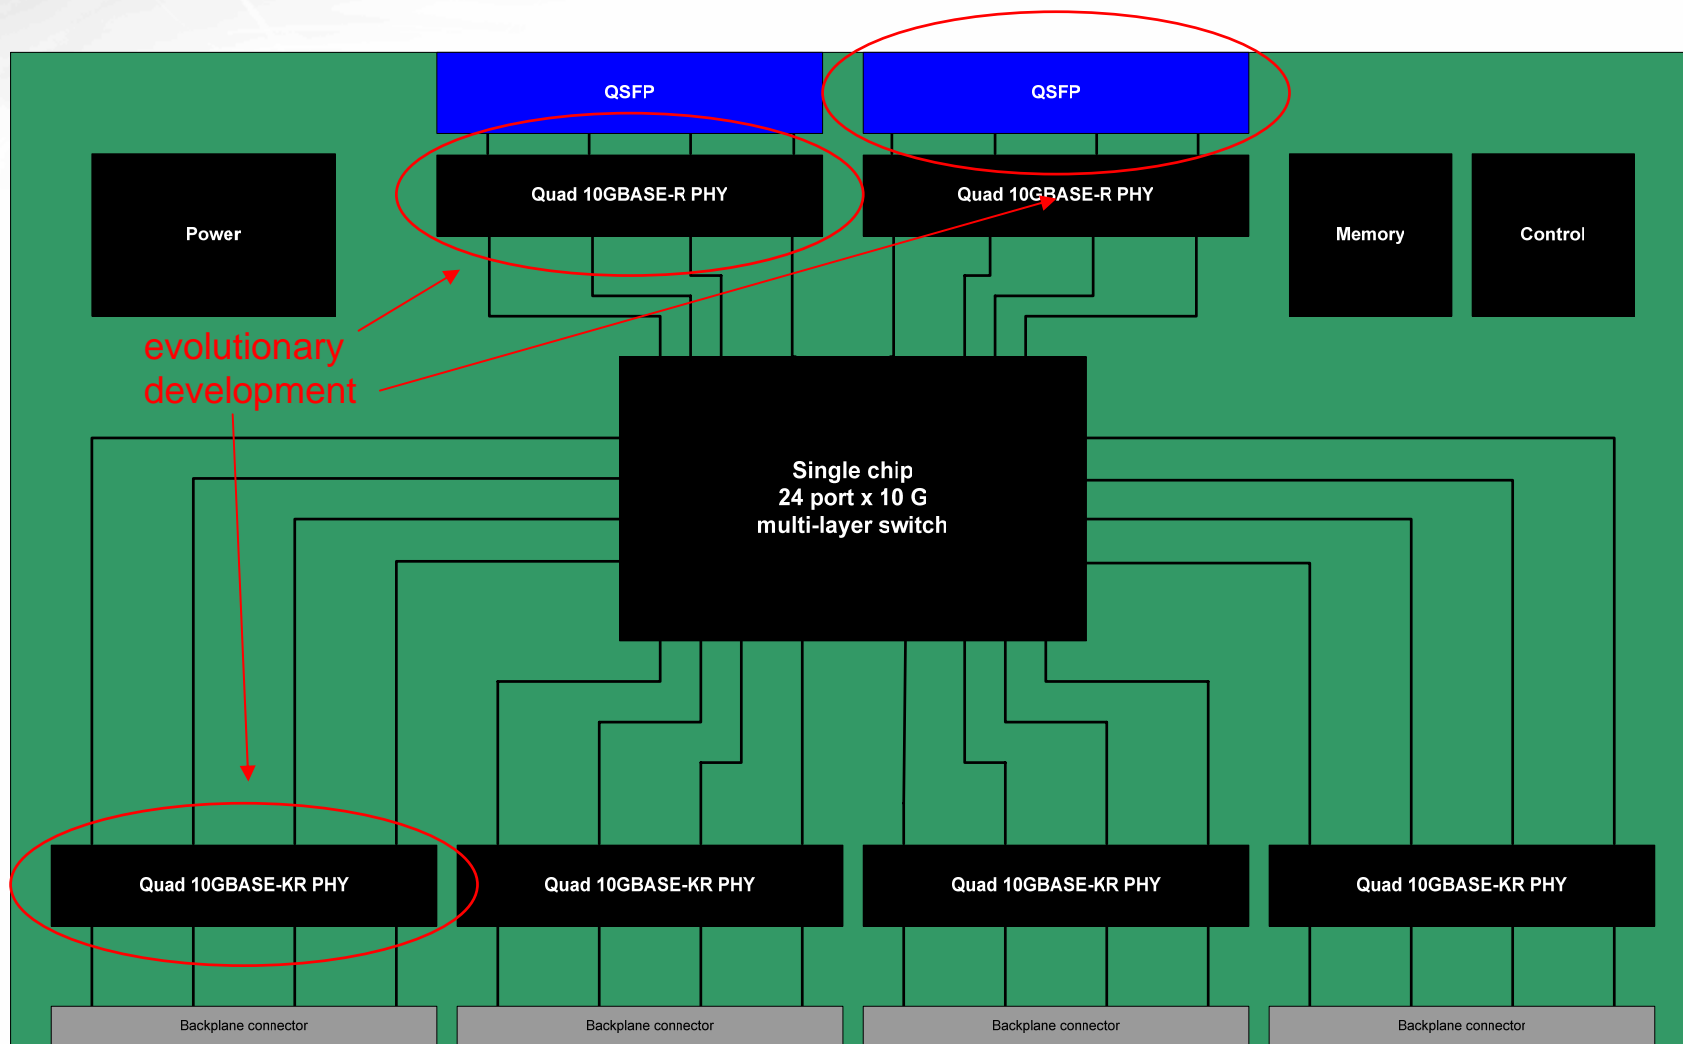 QSFP
QSFP
Quad 10GBASE-R PHY
Quad 10GBASE-R PHY
Power
Memory
Control
evolutionary
development
Single chip
24 port x 10 G
multi-layer switch
Quad 10GBASE-KR PHY
Quad 10GBASE-KR PHY
Quad 10GBASE-KR PHY
Quad 10GBASE-KR PHY
Backplane connector
Backplane connector
Backplane connector
Backplane connector